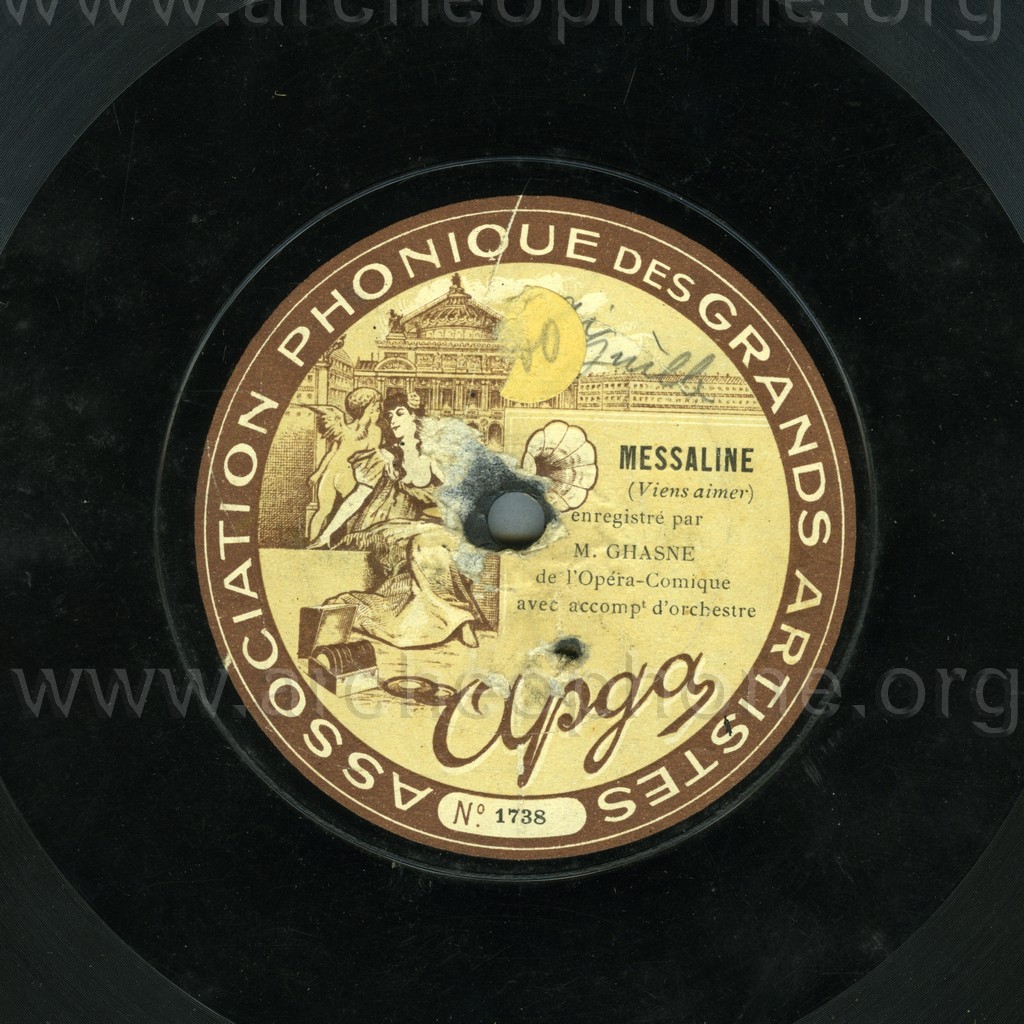 www.archeophone.org
ASSOCIATION PHONIQUE DES GRANDS ARTISTES
MESSALINE
(Viens aimer)
enregistré par
M. GHASNE
de l'Opéra-Comique
avec accompt d'orchestre
www.archeophone.org
Apga
No. 1738